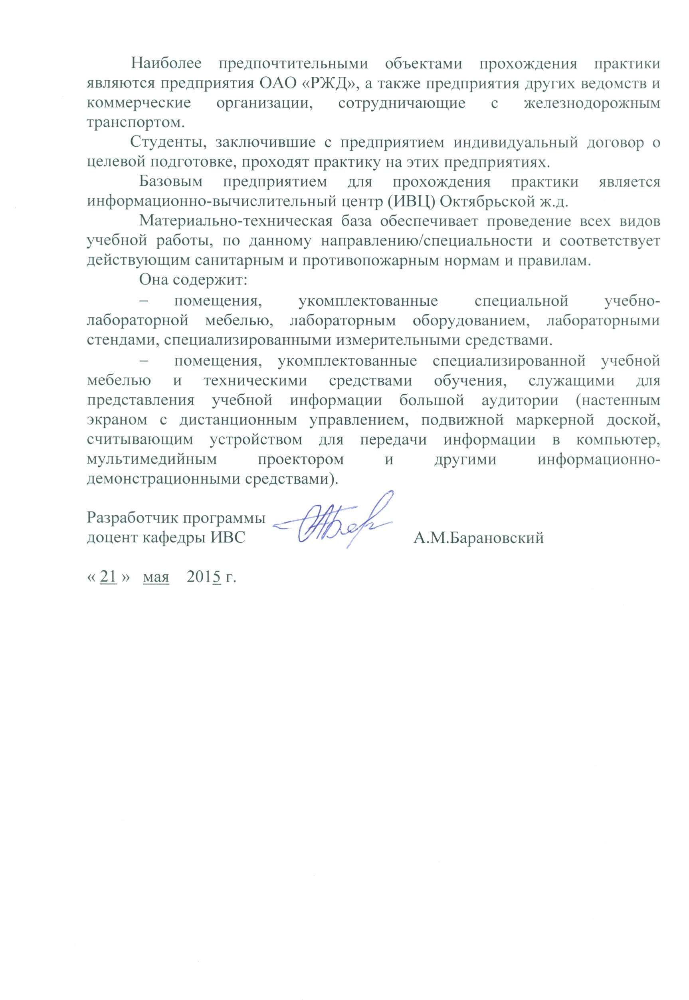 Наиболее предпочтительными объектами прохождения практики
являются предприятия ОАО «РЖД», а также предприятия других ведомств и
коммерческие организации, сотрудничающие с железнодорожным
транспортом.
Студенты, заключившие с предприятием индивидуальный договор о
целевой подготовке, проходят практику на этих предприятиях.
Базовым предприятием для прохождения практики является
информационно-вычислительный центр (ИВЦ) Октябрьской ж.д.
Материально-техническая база обеспечивает проведение всех видов
учебной работы, по данному направлению/специальности и соответствует
действующим санитарным и противопожарным нормам и правилам.
Она содержит:
– помещения, укомплектованные специальной учебно-
лабораторной мебелью, лабораторным оборудованием, лабораторными
стендами, специализированными измерительными средствами.
– помещения, укомплектованные специализированной учебной
мебелью и техническими средствами обучения, служащими для
представления учебной информации большой аудитории (настенным
экраном с дистанционным управлением, подвижной маркерной доской,
считывающим устройством для передачи информации в компьютер,
мультимедийным проектором и другими информационно-
демонстрационными средствами).
Разработчик программы
доцент кафедры ИВС А.М.Барановский
« 21 » мая 2015 г.